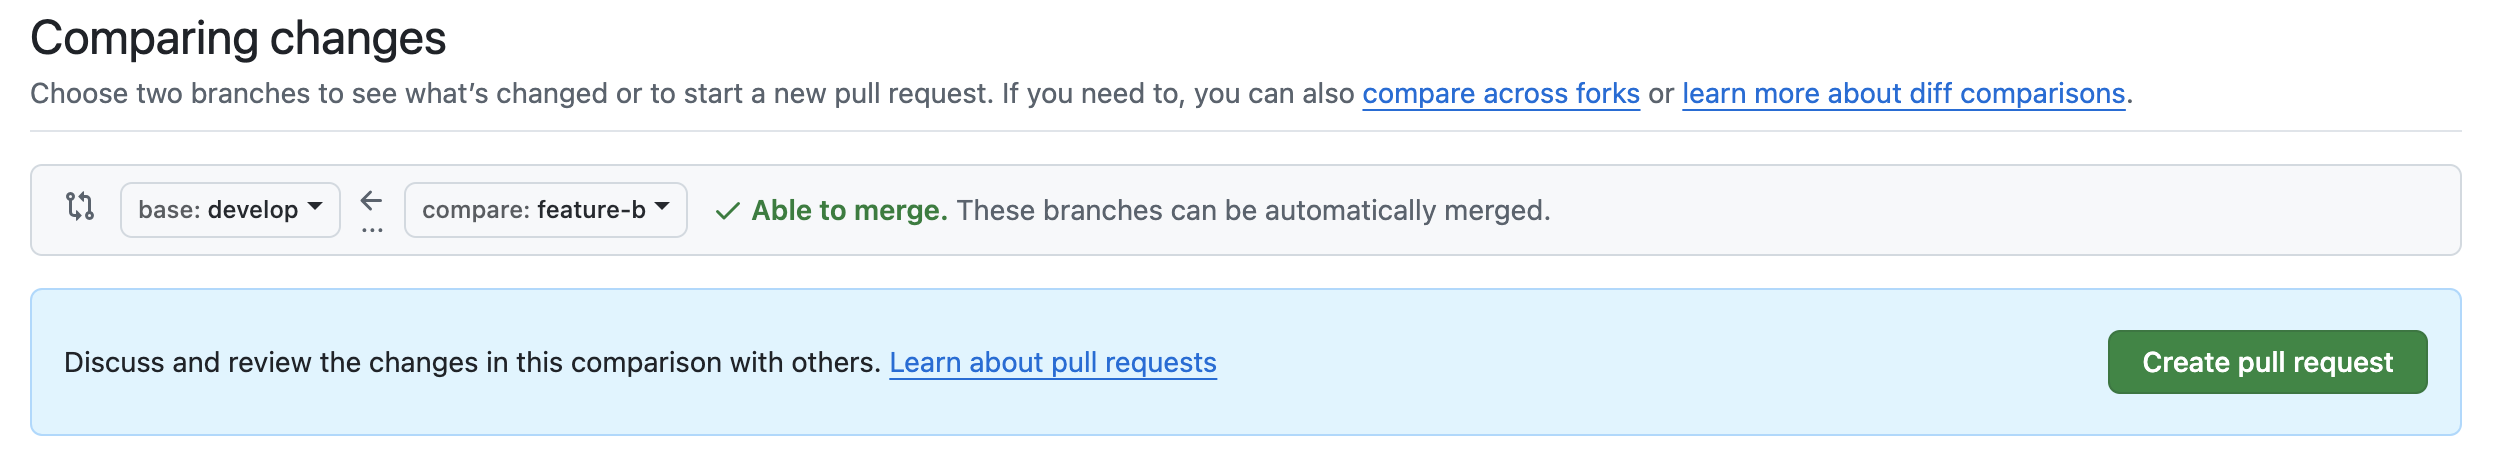 Comparing changes
Choose two branches to see what's changed or to start a new pull request. If you need to, you can also compare across forks or learn more about diff comparisons.
base: develop ... compare: feature-b Able to merge. These branches can be automatically merged.
Discuss and review the changes in this comparison with others. Learn about pull requests Create pull request